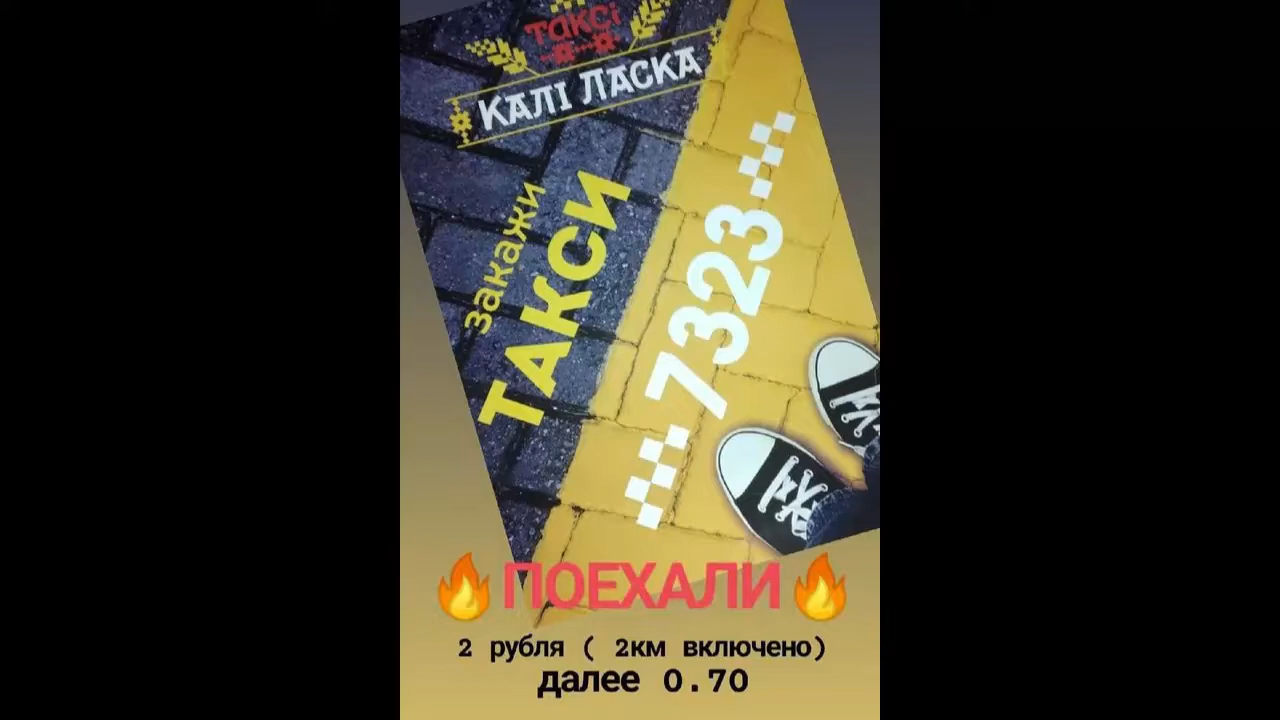 таксі
КАЛІ ЛАСКА
закажи
ТАКСИ
7323
🔥ПОЕХАЛИ🔥
2 рубля ( 2км включено)
далее 0.70